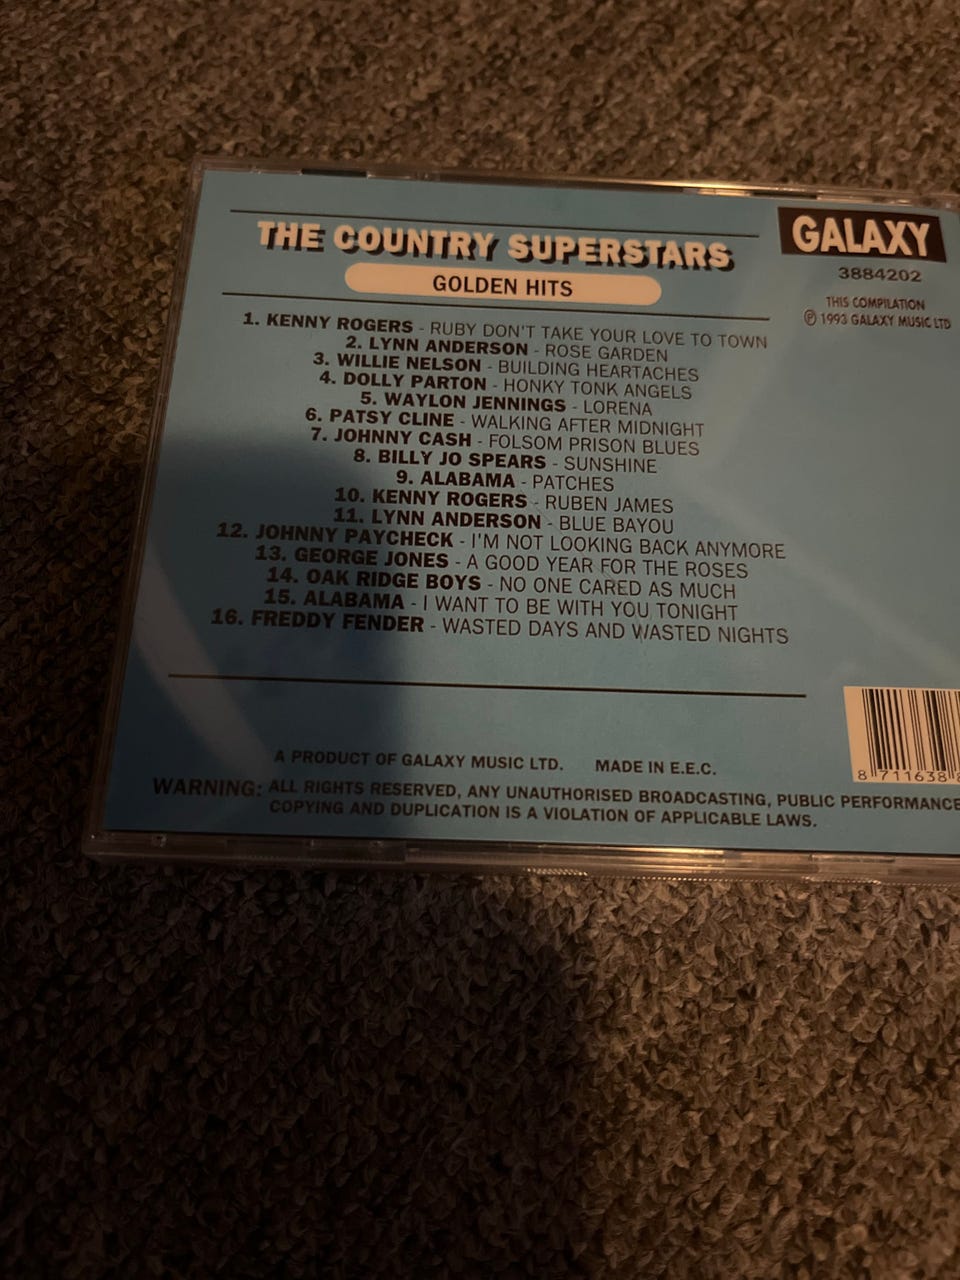 THE COUNTRY SUPERSTARS
GOLDEN HITS
GALAXY
3884202
THIS COMPILATION
℗ 1993 GALAXY MUSIC LTD
1. KENNY ROGERS - RUBY DON'T TAKE YOUR LOVE TO TOWN
2. LYNN ANDERSON - ROSE GARDEN
3. WILLIE NELSON - BUILDING HEARTACHES
4. DOLLY PARTON - HONKY TONK ANGELS
5. WAYLON JENNINGS - LORENA
6. PATSY CLINE - WALKING AFTER MIDNIGHT
7. JOHNNY CASH - FOLSOM PRISON BLUES
8. BILLY JO SPEARS - SUNSHINE
9. ALABAMA - PATCHES
10. KENNY ROGERS - RUBEN JAMES
11. LYNN ANDERSON - BLUE BAYOU
12. JOHNNY PAYCHECK - I'M NOT LOOKING BACK ANYMORE
13. GEORGE JONES - A GOOD YEAR FOR THE ROSES
14. OAK RIDGE BOYS - NO ONE CARED AS MUCH
15. ALABAMA - I WANT TO BE WITH YOU TONIGHT
16. FREDDY FENDER - WASTED DAYS AND WASTED NIGHTS
A PRODUCT OF GALAXY MUSIC LTD. MADE IN E.E.C.
WARNING: ALL RIGHTS RESERVED, ANY UNAUTHORISED BROADCASTING, PUBLIC PERFORMANCE
COPYING AND DUPLICATION IS A VIOLATION OF APPLICABLE LAWS.
8 711638